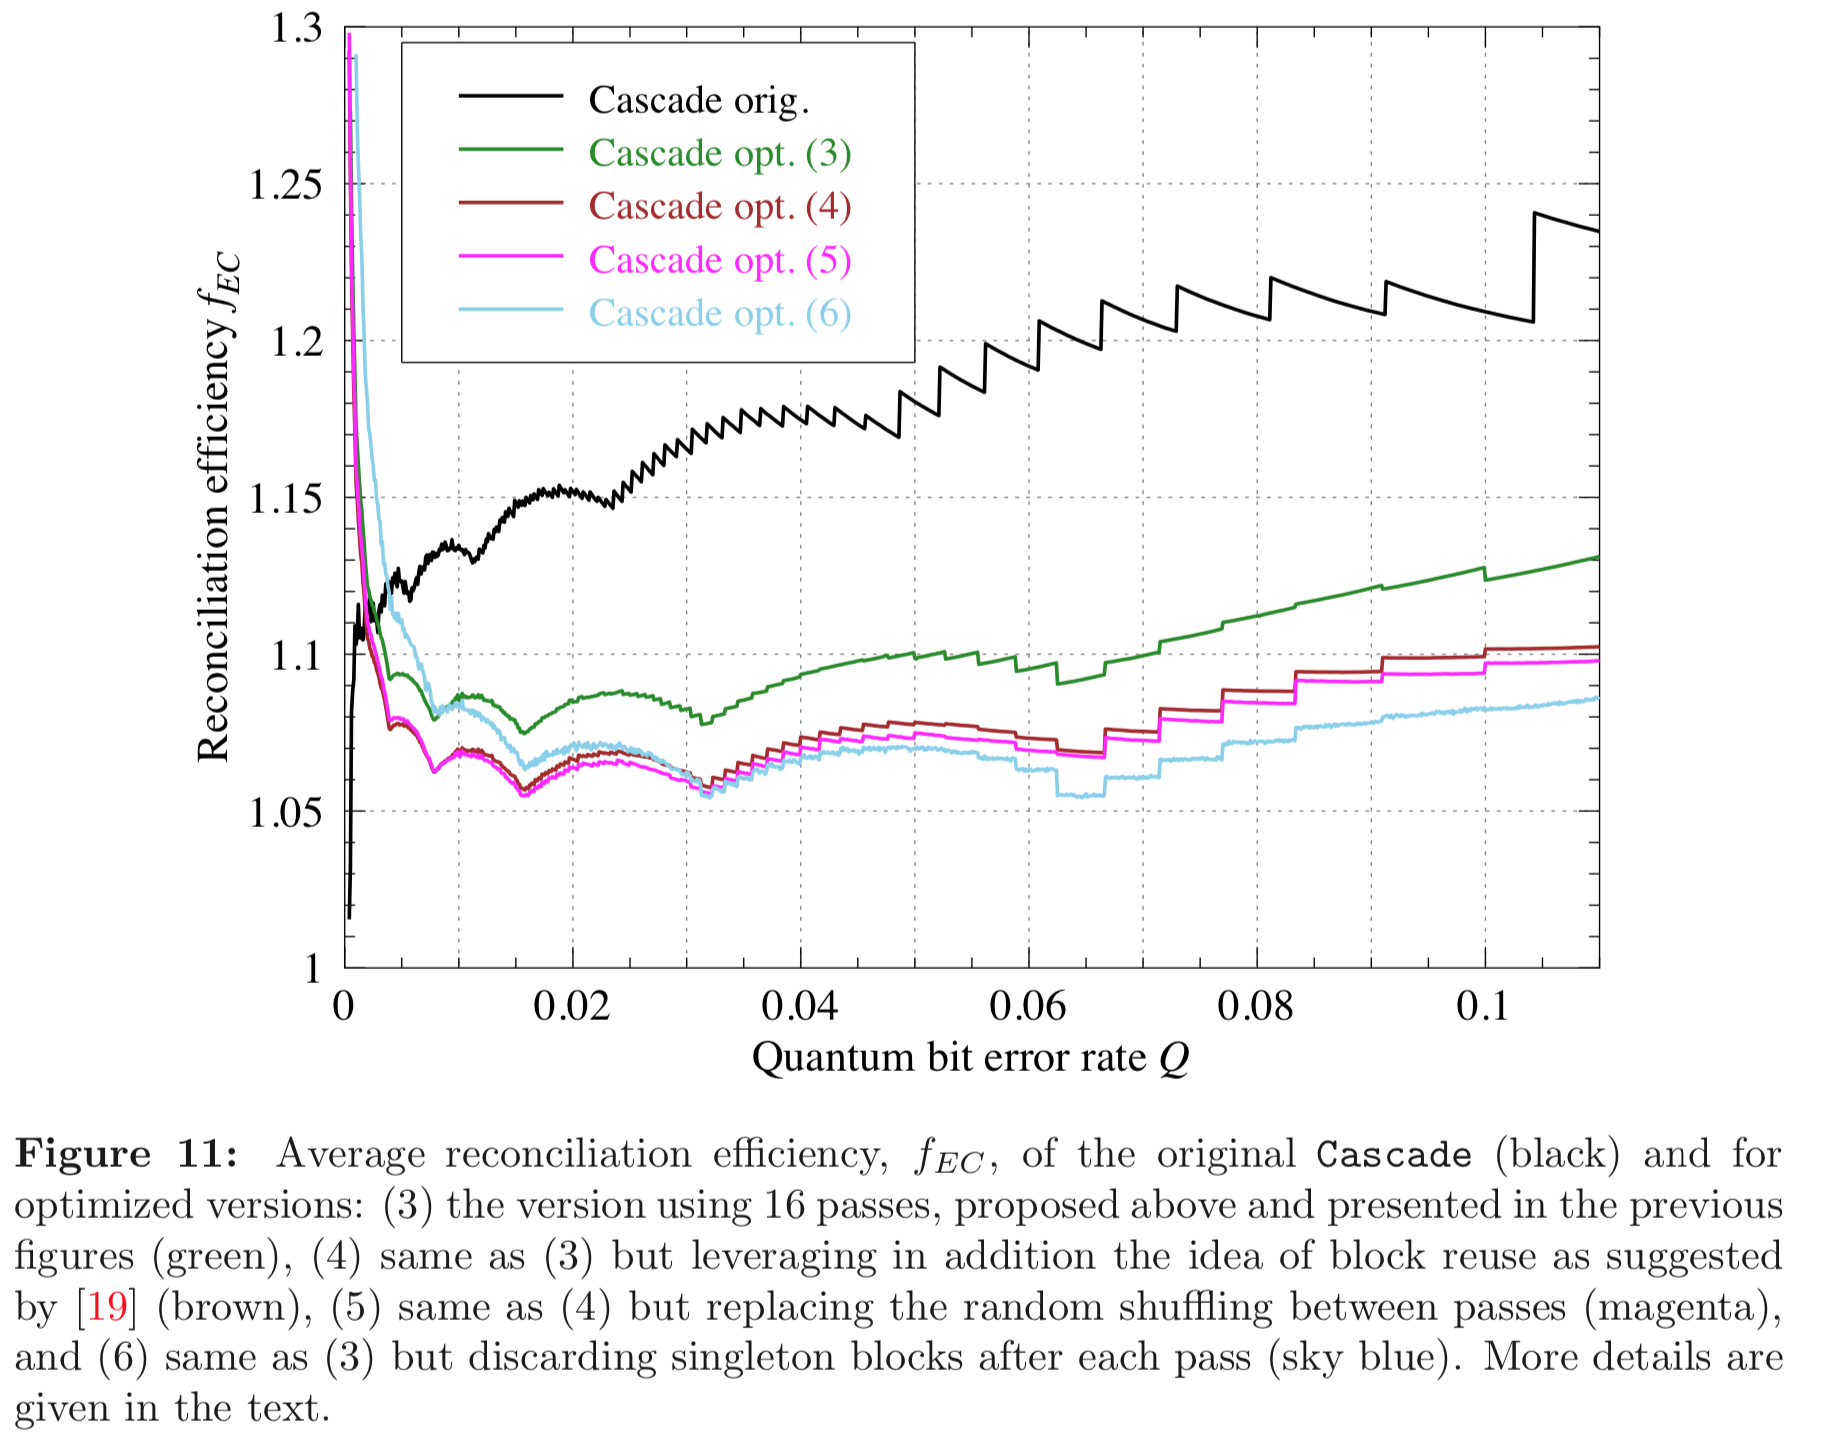 1.3
1.25
1.2
1.15
1.1
1.05
1
Reconciliation efficiency f_EC
Cascade orig.
Cascade opt. (3)
Cascade opt. (4)
Cascade opt. (5)
Cascade opt. (6)
0 0.02 0.04 0.06 0.08 0.1
Quantum bit error rate Q
Figure 11: Average reconciliation efficiency, f_EC, of the original Cascade (black) and for
optimized versions: (3) the version using 16 passes, proposed above and presented in the previous
figures (green), (4) same as (3) but leveraging in addition the idea of block reuse as suggested
by [19] (brown), (5) same as (4) but replacing the random shuffling between passes (magenta),
and (6) same as (3) but discarding singleton blocks after each pass (sky blue). More details are
given in the text.